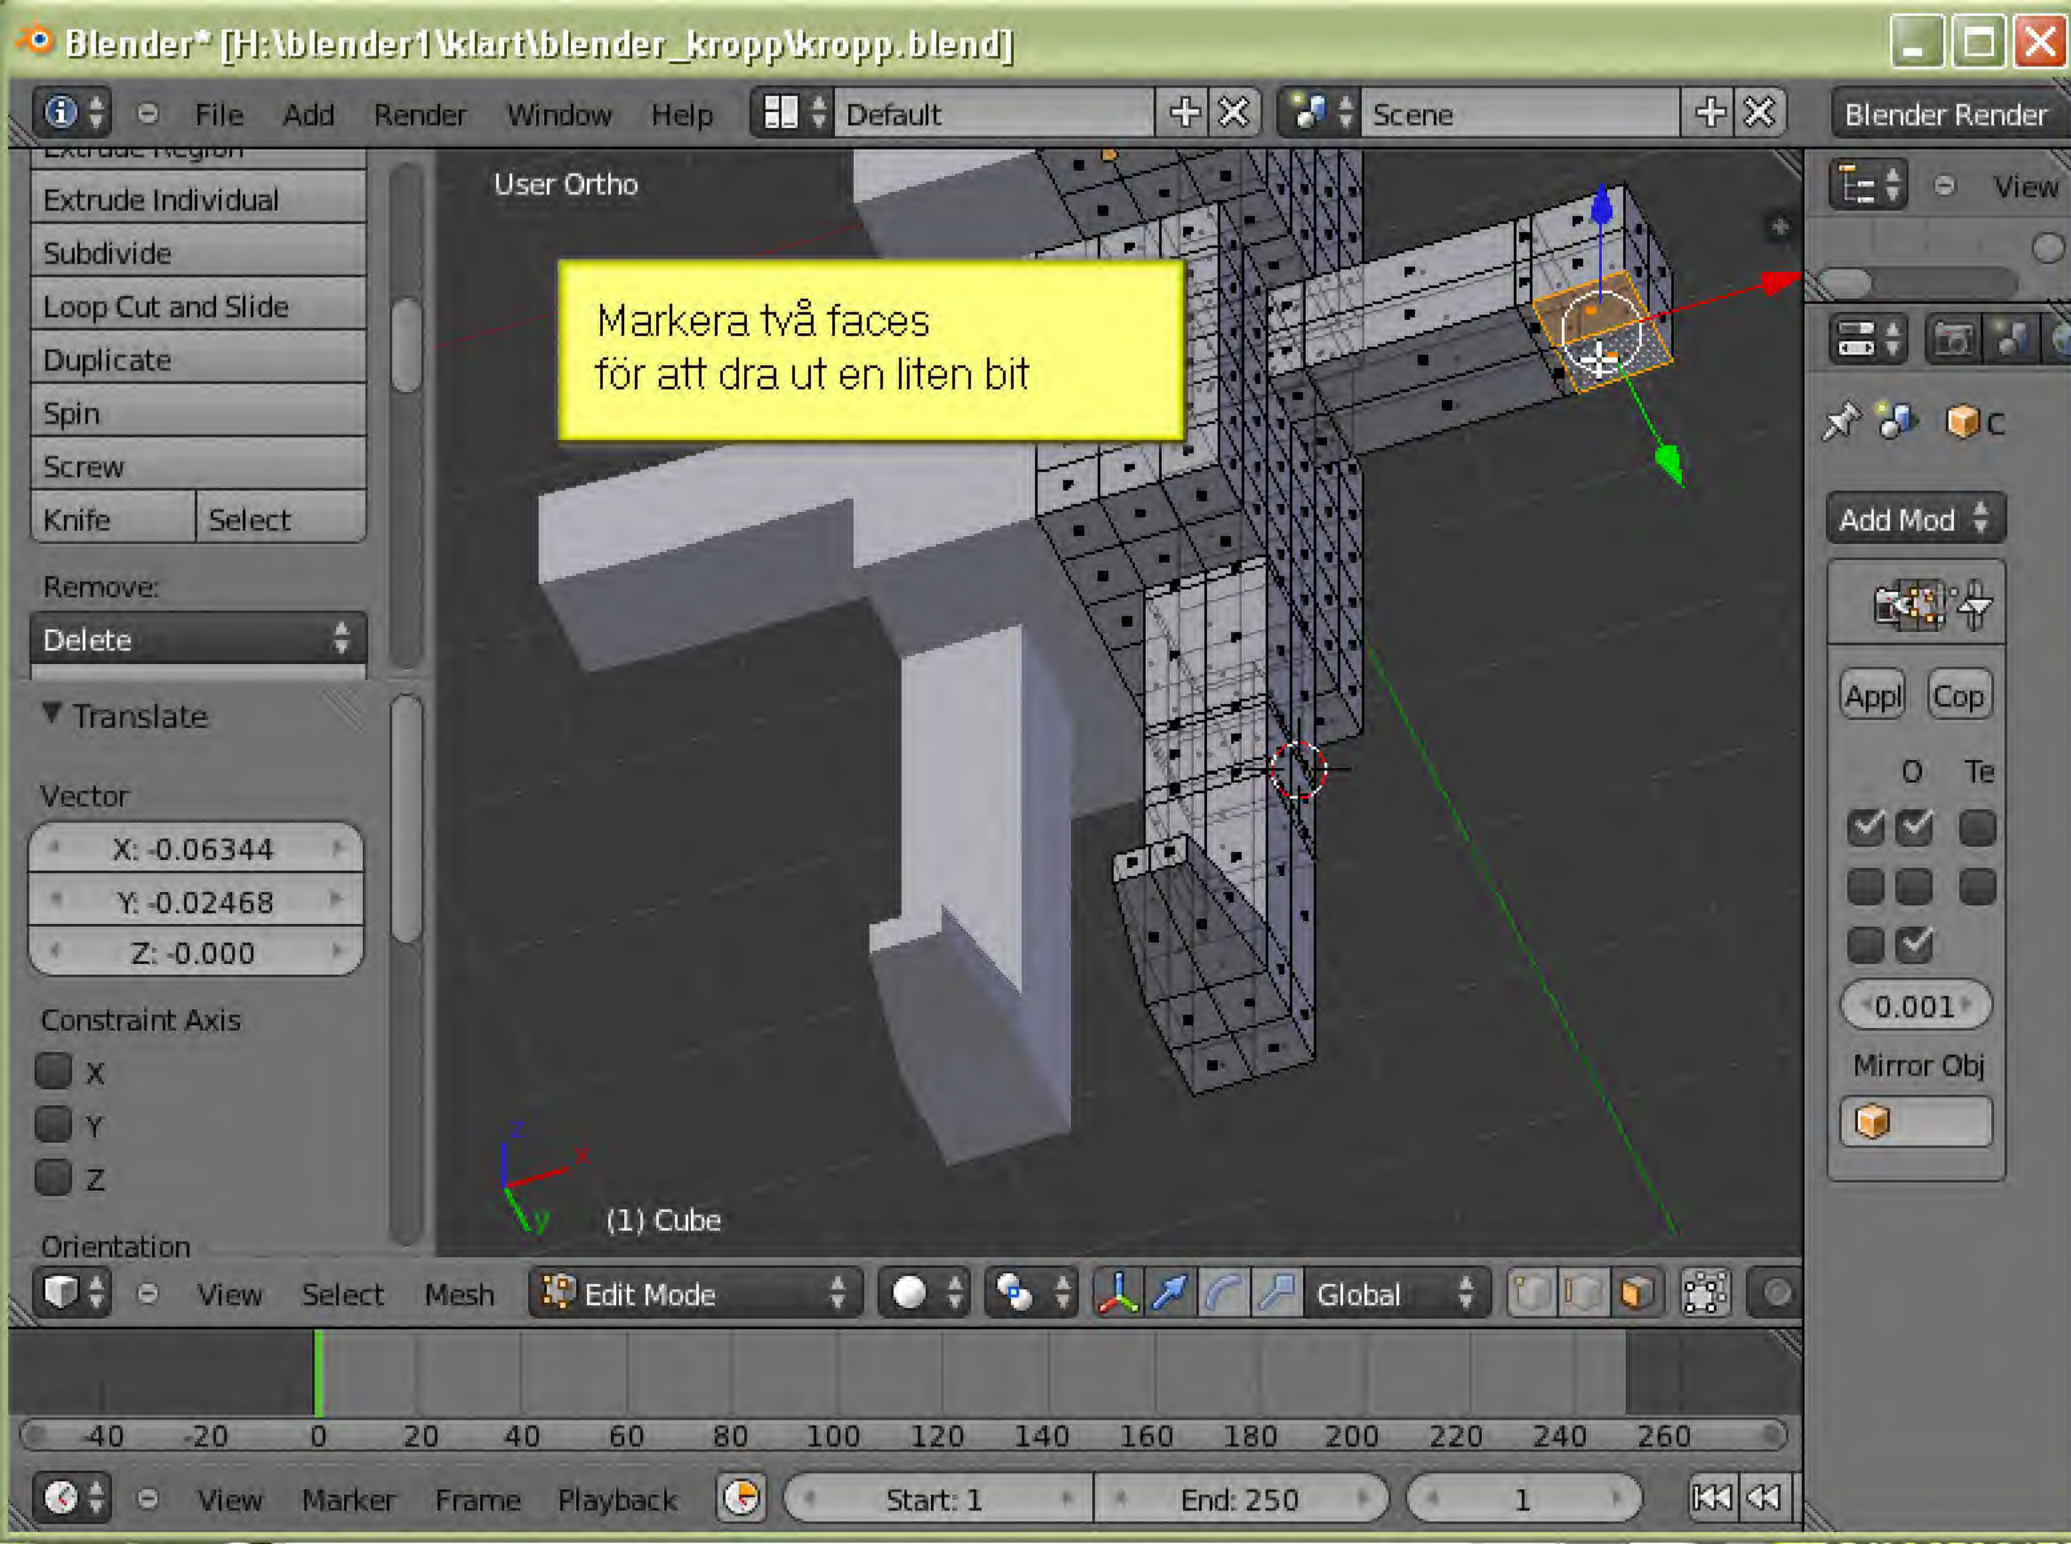 Blender* [H:\blender1\klart\blender_kropp\kropp.blend]
File Add Render Window Help Default Scene Blender Render
Extrude Region
Extrude Individual
Subdivide
Loop Cut and Slide
Duplicate
Spin
Screw
Knife Select
Remove:
Delete
Translate
Vector
X: -0.06344
Y: -0.02468
Z: -0.000
Constraint Axis
X
Y
Z
Orientation
User Ortho
Markera två faces
för att dra ut en liten bit
z
x
y
(1) Cube
View
C
Add Mod
Appl Cop
O Te
0.001
Mirror Obj
View Select Mesh Edit Mode Global
-40 -20 0 20 40 60 80 100 120 140 160 180 200 220 240 260
View Marker Frame Playback Start: 1 End: 250 1